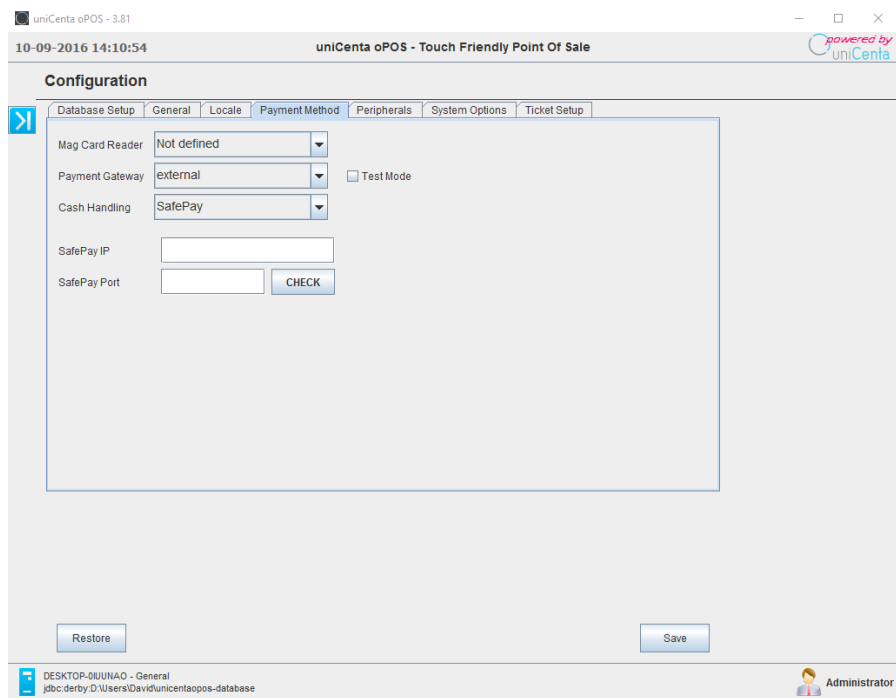 uniCenta oPOS - 3.81
10-09-2016 14:10:54 uniCenta oPOS - Touch Friendly Point Of Sale powered by uniCenta
Configuration
Database Setup General Locale Payment Method Peripherals System Options Ticket Setup
Mag Card Reader Not defined
Payment Gateway external Test Mode
Cash Handling SafePay
SafePay IP
SafePay Port CHECK
Restore Save
DESKTOP-0IUUNAO - General
jdbc:derby:D:\Users\David\unicentaopos-database
Administrator